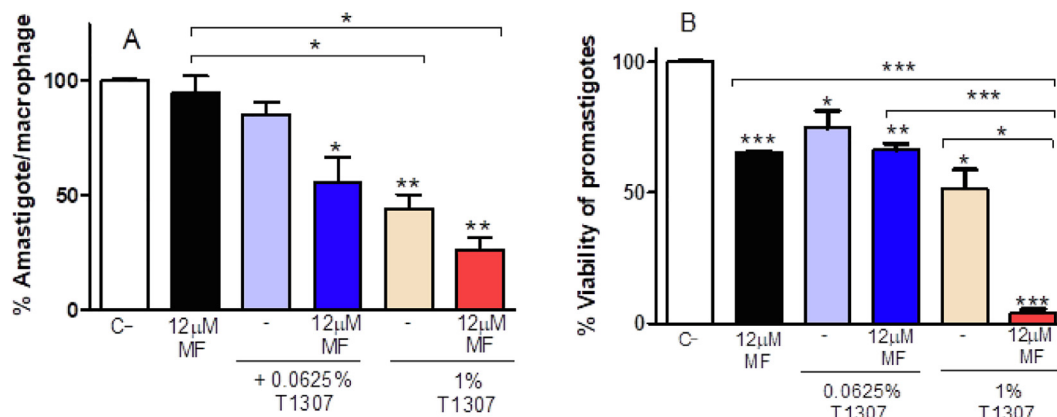 A
% Amastigote/macrophage
100
50
0
*
*
*
**
**
C–
12µM
MF
-
12µM
MF
-
12µM
MF
+ 0.0625%
T1307
1%
T1307
B
% Viability of promastigotes
100
50
0
***
***
*
***
*
**
*
***
C–
12µM
MF
-
12µM
MF
-
12µM
MF
0.0625%
T1307
1%
T1307